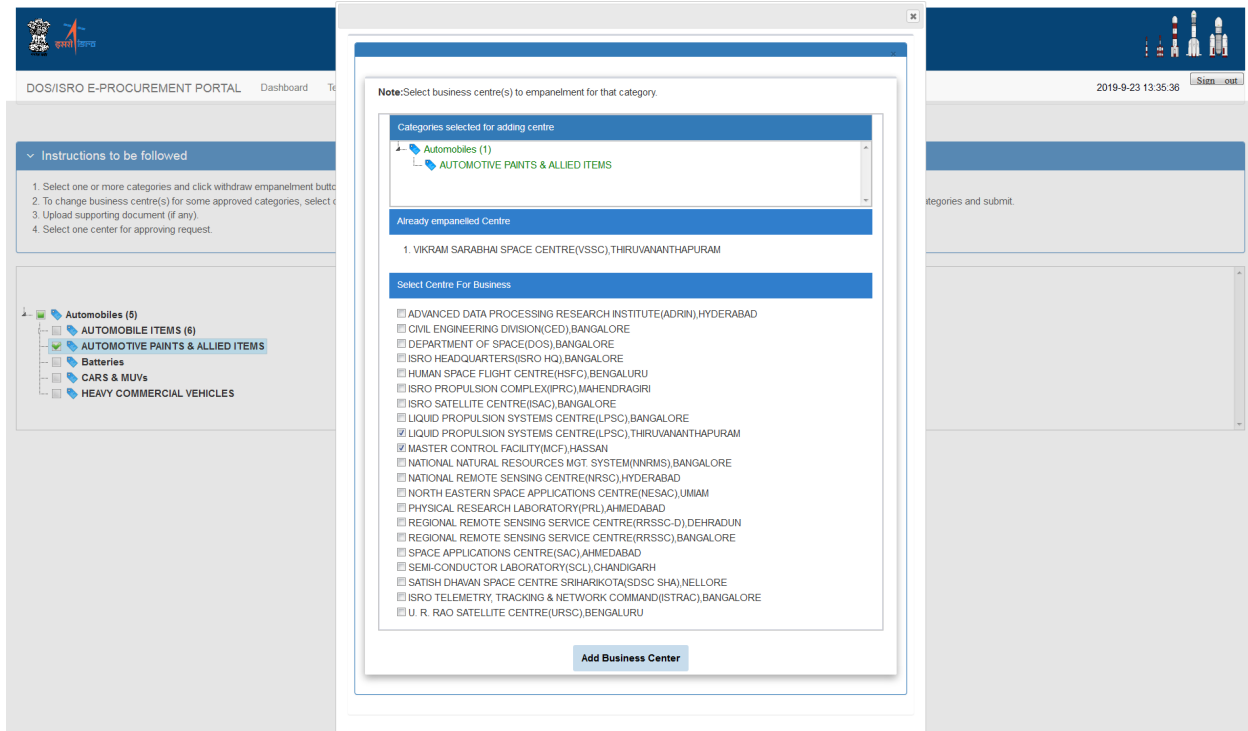 इसरो isro
DOS/ISRO E-PROCUREMENT PORTAL Dashboard Te
2019-9-23 13:35:36 Sign out
Instructions to be followed
1. Select one or more categories and click withdraw empanelment butto
2. To change business centre(s) for some approved categories, select c
ategories and submit.
3. Upload supporting document (if any).
4. Select one center for approving request.
Automobiles (5)
AUTOMOBILE ITEMS (6)
AUTOMOTIVE PAINTS & ALLIED ITEMS
Batteries
CARS & MUVs
HEAVY COMMERCIAL VEHICLES
Note:Select business centre(s) to empanelment for that category.
Categories selected for adding centre
Automobiles (1)
AUTOMOTIVE PAINTS & ALLIED ITEMS
Already empanelled Centre
1. VIKRAM SARABHAI SPACE CENTRE(VSSC),THIRUVANANTHAPURAM
Select Centre For Business
ADVANCED DATA PROCESSING RESEARCH INSTITUTE(ADRIN),HYDERABAD
CIVIL ENGINEERING DIVISION(CED),BANGALORE
DEPARTMENT OF SPACE(DOS),BANGALORE
ISRO HEADQUARTERS(ISRO HQ),BANGALORE
HUMAN SPACE FLIGHT CENTRE(HSFC),BENGALURU
ISRO PROPULSION COMPLEX(IPRC),MAHENDRAGIRI
ISRO SATELLITE CENTRE(ISAC),BANGALORE
LIQUID PROPULSION SYSTEMS CENTRE(LPSC),BANGALORE
LIQUID PROPULSION SYSTEMS CENTRE(LPSC),THIRUVANANTHAPURAM
MASTER CONTROL FACILITY(MCF),HASSAN
NATIONAL NATURAL RESOURCES MGT. SYSTEM(NNRMS),BANGALORE
NATIONAL REMOTE SENSING CENTRE(NRSC),HYDERABAD
NORTH EASTERN SPACE APPLICATIONS CENTRE(NESAC),UMIAM
PHYSICAL RESEARCH LABORATORY(PRL),AHMEDABAD
REGIONAL REMOTE SENSING SERVICE CENTRE(RRSSC-D),DEHRADUN
REGIONAL REMOTE SENSING SERVICE CENTRE(RRSSC),BANGALORE
SPACE APPLICATIONS CENTRE(SAC),AHMEDABAD
SEMI-CONDUCTOR LABORATORY(SCL),CHANDIGARH
SATISH DHAVAN SPACE CENTRE SRIHARIKOTA(SDSC SHA),NELLORE
ISRO TELEMETRY, TRACKING & NETWORK COMMAND(ISTRAC),BANGALORE
U. R. RAO SATELLITE CENTRE(URSC),BENGALURU
Add Business Center